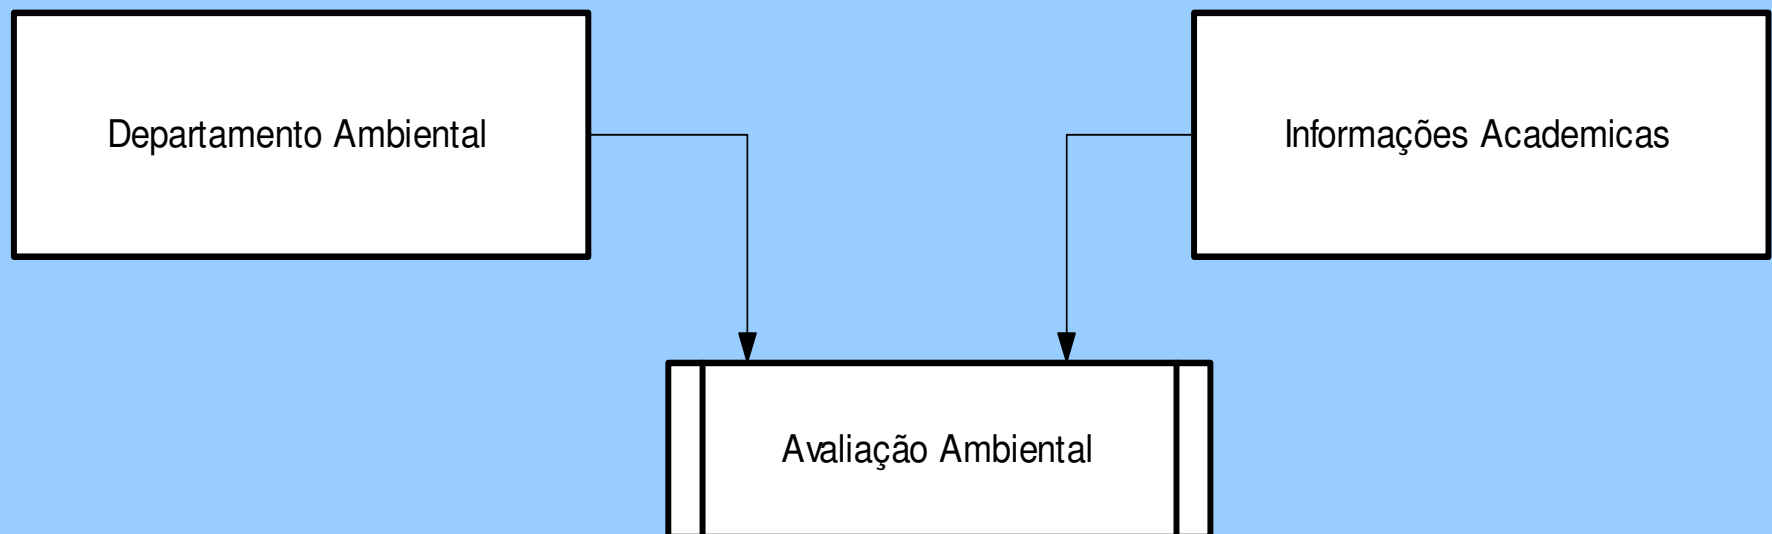 Departamento Ambiental
Informações Academicas
Avaliação Ambiental